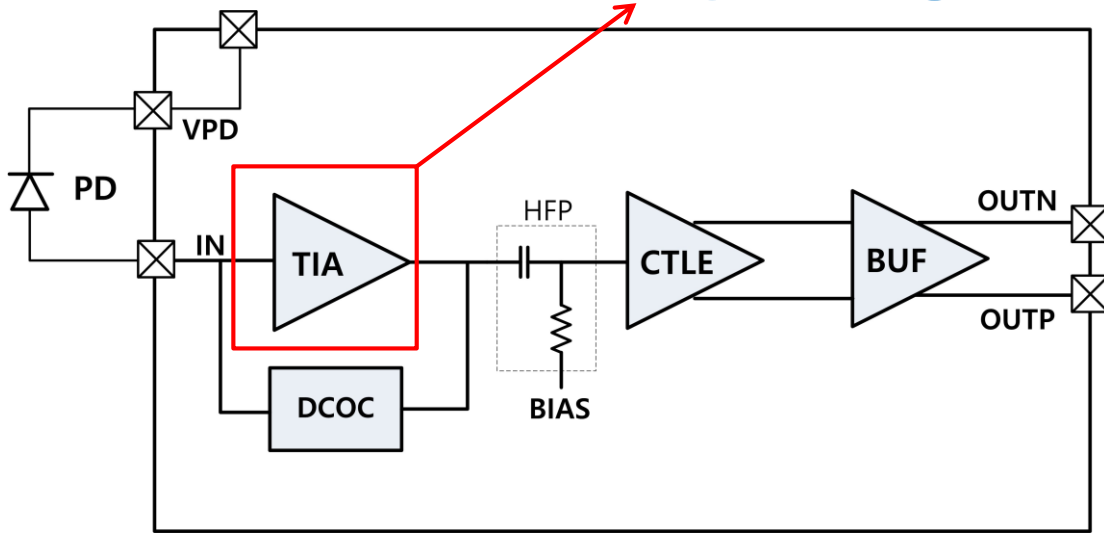 VPD
PD
IN
TIA
HFP
CTLE
BUF
OUTN
OUTP
DCOC
BIAS